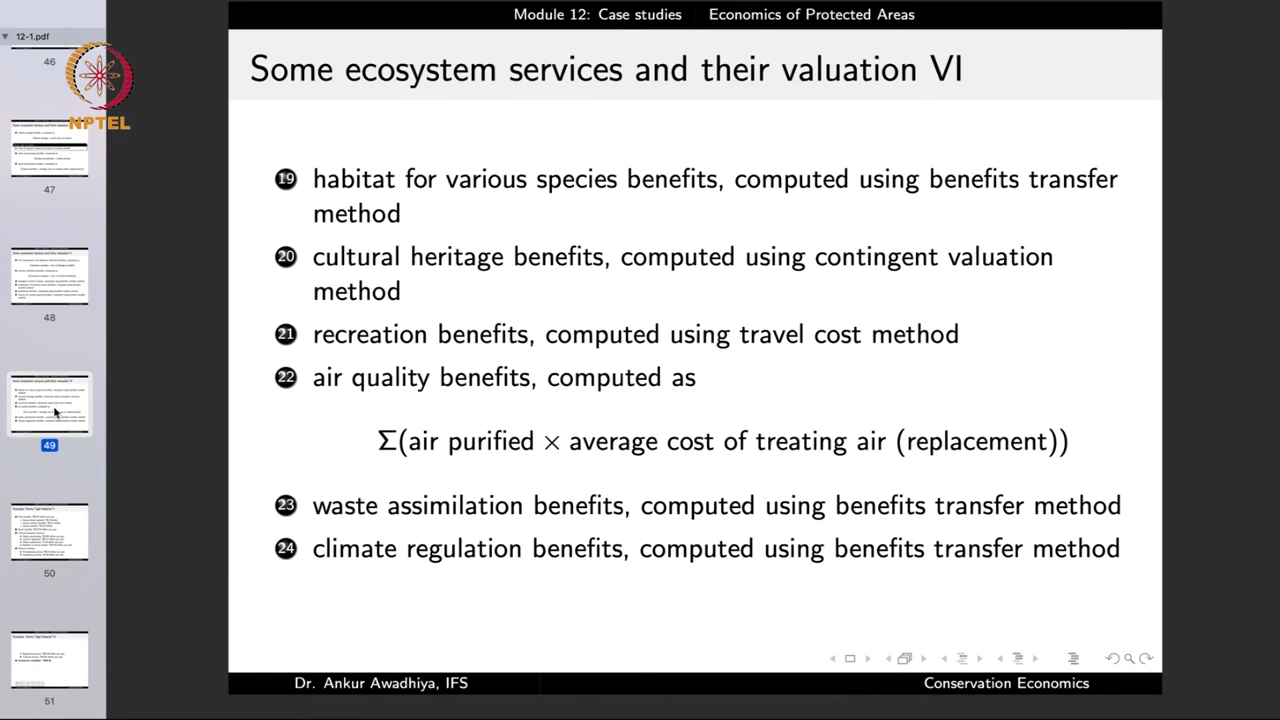 Module 12: Case studies Economics of Protected Areas
12-1.pdf
46
NPTEL
47
48
49
50
51
Some ecosystem services and their valuation VI
19 habitat for various species benefits, computed using benefits transfer
method
20 cultural heritage benefits, computed using contingent valuation
method
21 recreation benefits, computed using travel cost method
22 air quality benefits, computed as
Σ(air purified × average cost of treating air (replacement))
23 waste assimilation benefits, computed using benefits transfer method
24 climate regulation benefits, computed using benefits transfer method
Dr. Ankur Awadhiya, IFS Conservation Economics